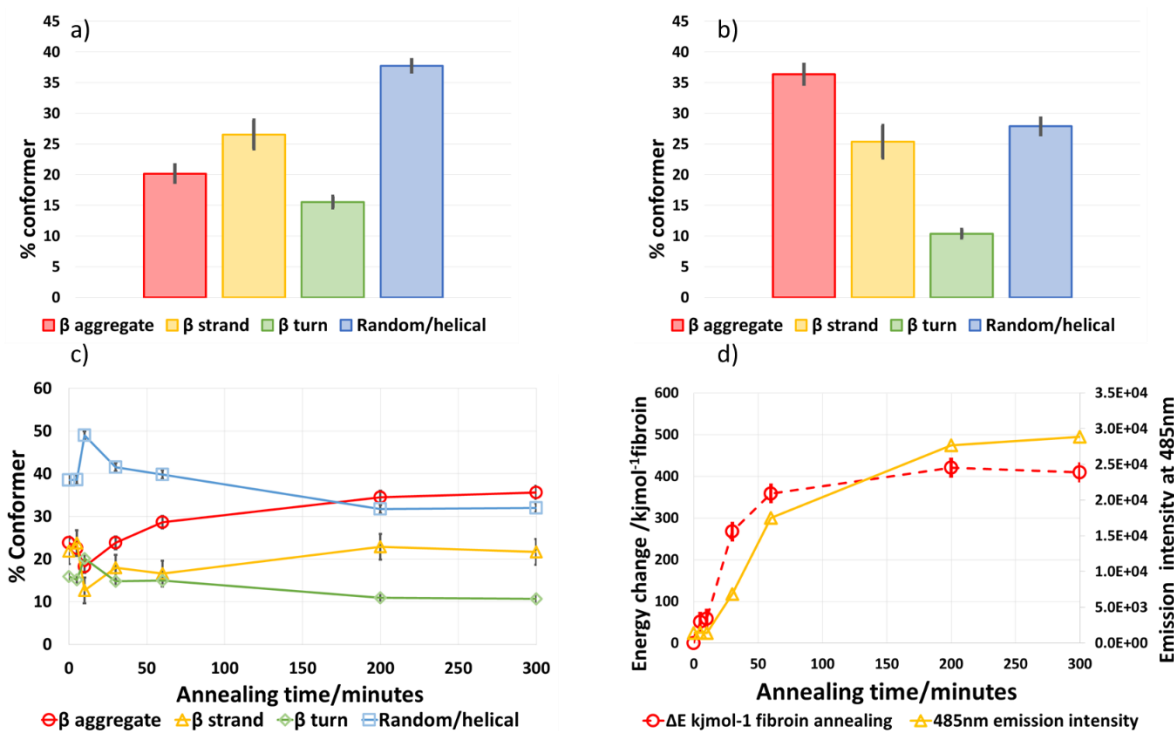 a)
45
40
35
30
25
20
15
10
5
0
% conformer
β aggregate β strand β turn Random/helical
b)
45
40
35
30
25
20
15
10
5
0
% conformer
β aggregate β strand β turn Random/helical
c)
60
50
40
30
20
10
0
% Conformer
0 50 100 150 200 250 300
Annealing time/minutes
β aggregate β strand β turn Random/helical
d)
600
500
400
300
200
100
0
Energy change /kjmol⁻¹fibroin
3.5E+04
3.0E+04
2.5E+04
2.0E+04
1.5E+04
1.0E+04
5.0E+03
0.0E+00
Emission intensity at 485nm
0 50 100 150 200 250 300
Annealing time/minutes
ΔE kjmol-1 fibroin annealing 485nm emission intensity